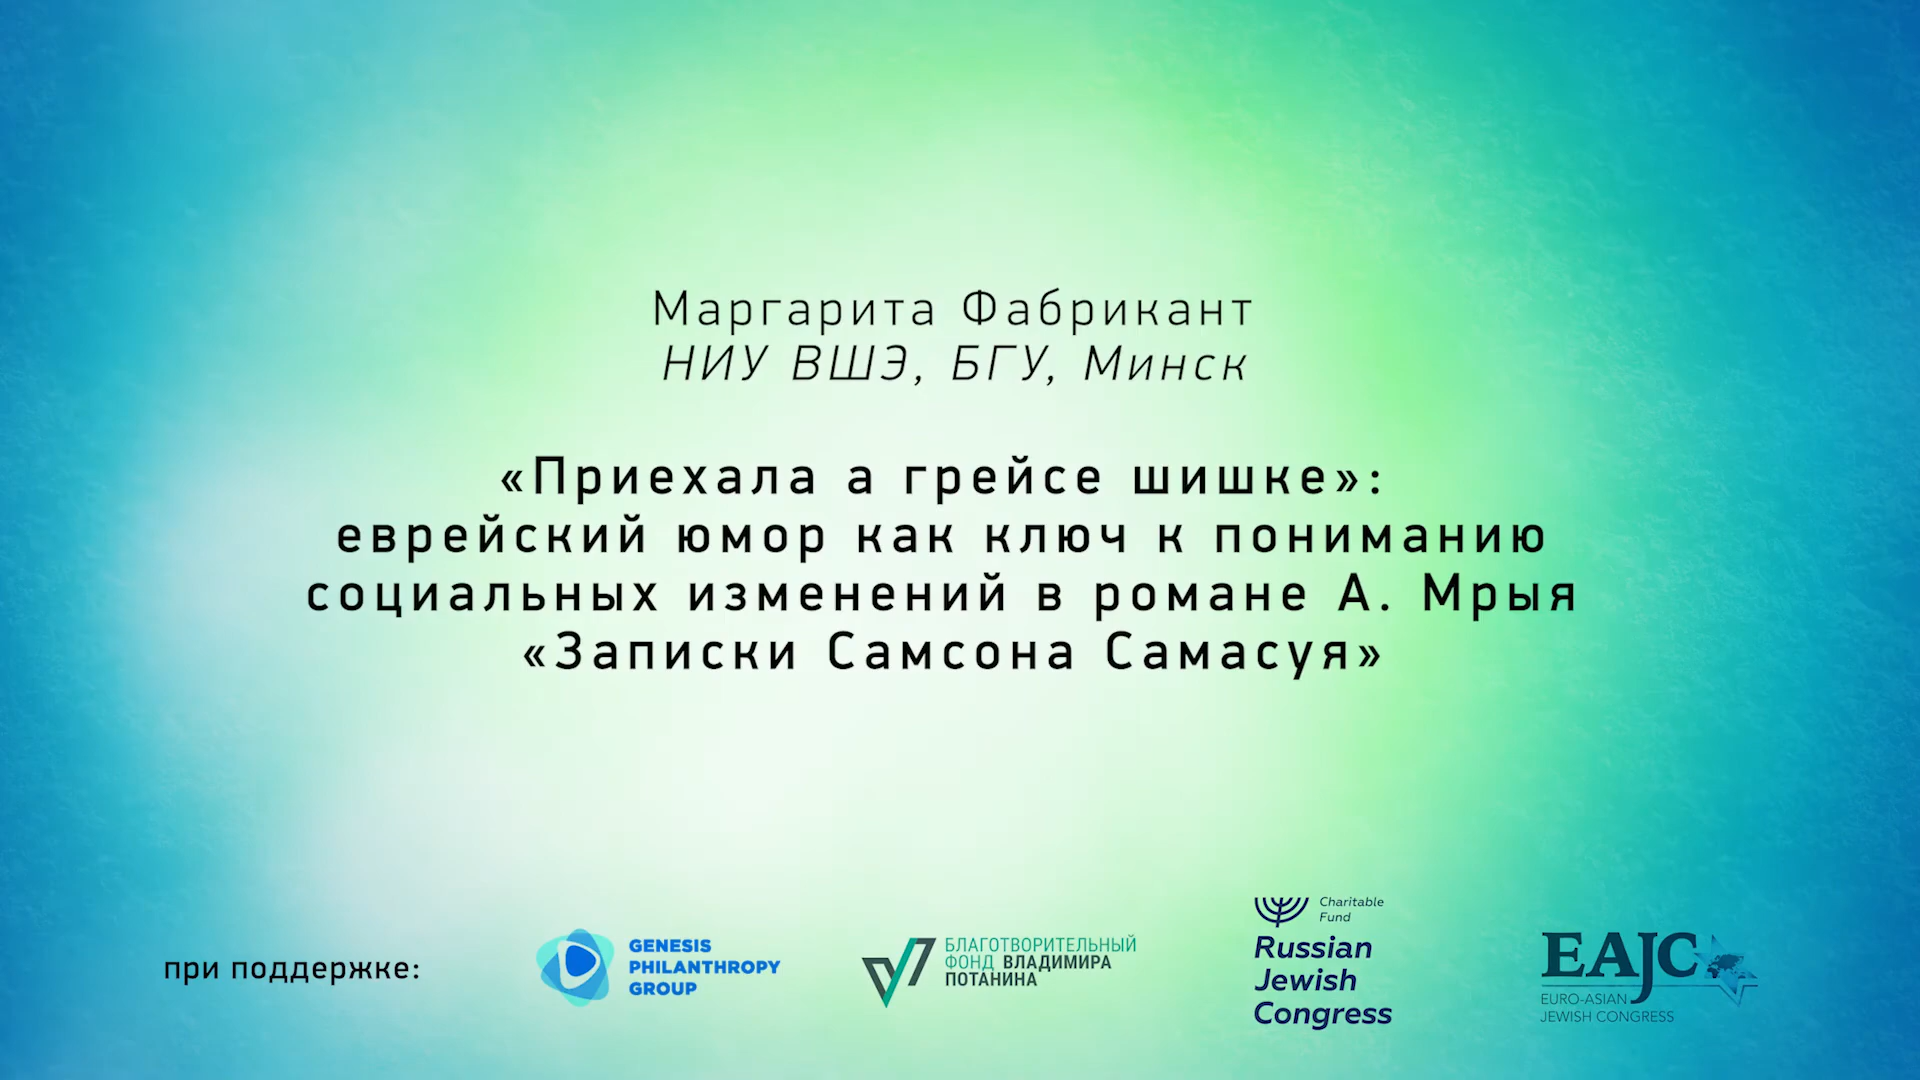 Маргарита Фабрикант
НИУ ВШЭ, БГУ, Минск
«Приехала а грейсе шишке»:
еврейский юмор как ключ к пониманию
социальных изменений в романе А. Мрыя
«Записки Самсона Самасуя»
при поддержке:
GENESIS
PHILANTHROPY
GROUP
БЛАГОТВОРИТЕЛЬНЫЙ
ФОНД ВЛАДИМИРА
ПОТАНИНА
Charitable
Fund
Russian
Jewish
Congress
EAJC
EURO-ASIAN
JEWISH CONGRESS